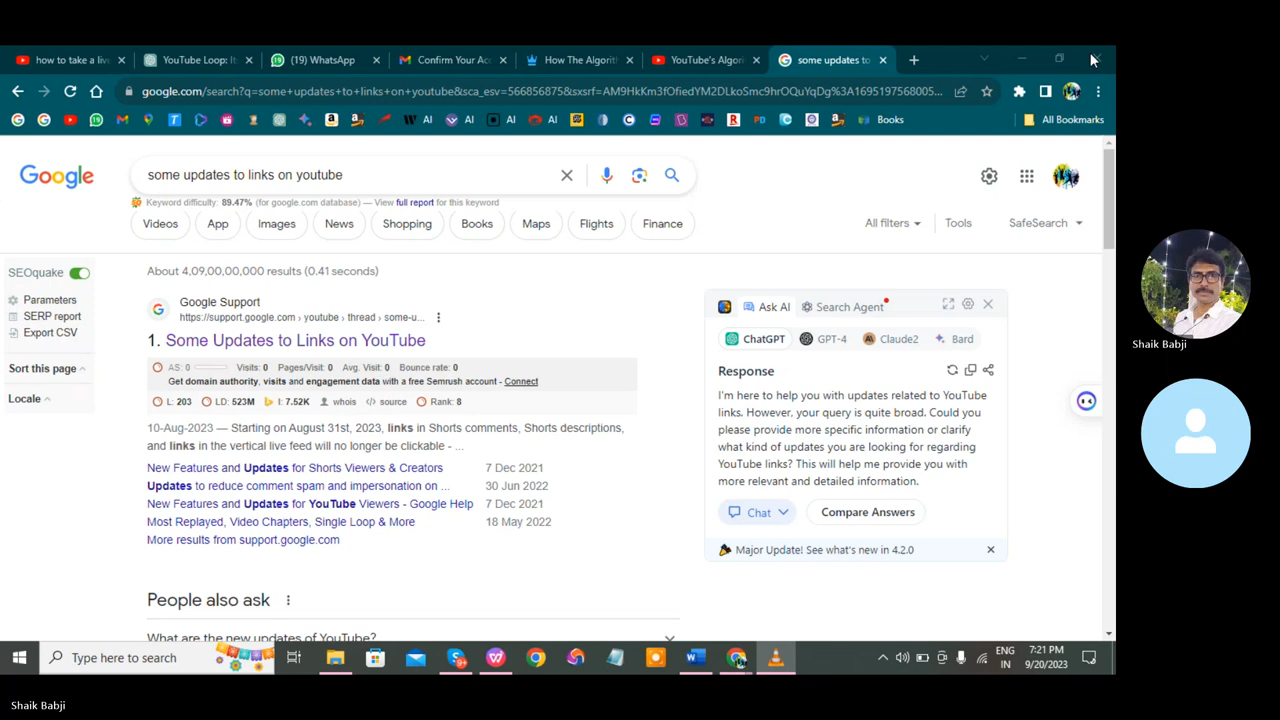 how to take a live
YouTube Loop: It
(19) WhatsApp
Confirm Your Acc
How The Algorith
YouTube's Algori
some updates to
google.com/search?q=some+updates+to+links+on+youtube&sca_esv=566856875&sxsrf=AM9HkKm3fOfiedYM2DLkoSmc9hrOQuYqDg%3A1695197568005...
AI
AI
AI
AI
Books
All Bookmarks
Google
some updates to links on youtube
Keyword difficulty: 89.47% (for google.com database) — View full report for this keyword
Videos
App
Images
News
Shopping
Books
Maps
Flights
Finance
All filters
Tools
SafeSearch
About 4,09,00,00,000 results (0.41 seconds)
SEOquake
Parameters
SERP report
Export CSV
Sort this page
Locale
Google Support
https://support.google.com › youtube › thread › some-u...
1. Some Updates to Links on YouTube
AS: 0 Visits: 0 Pages/Visit: 0 Avg. Visit: 0 Bounce rate: 0
Get domain authority, visits and engagement data with a free Semrush account - Connect
L: 203 LD: 523M I: 7.52K whois source Rank: 8
10-Aug-2023 — Starting on August 31st, 2023, links in Shorts comments, Shorts descriptions,
and links in the vertical live feed will no longer be clickable - ...
New Features and Updates for Shorts Viewers & Creators 7 Dec 2021
Updates to reduce comment spam and impersonation on ... 30 Jun 2022
New Features and Updates for YouTube Viewers - Google Help 7 Dec 2021
Most Replayed, Video Chapters, Single Loop & More 18 May 2022
More results from support.google.com
People also ask
What are the new updates of YouTube?
Ask AI
Search Agent
ChatGPT
GPT-4
Claude2
Bard
Response
I'm here to help you with updates related to YouTube
links. However, your query is quite broad. Could you
please provide more specific information or clarify
what kind of updates you are looking for regarding
YouTube links? This will help me provide you with
more relevant and detailed information.
Chat
Compare Answers
Major Update! See what's new in 4.2.0
Shaik Babji
Type here to search
ENG
IN
7:21 PM
9/20/2023
Shaik Babji